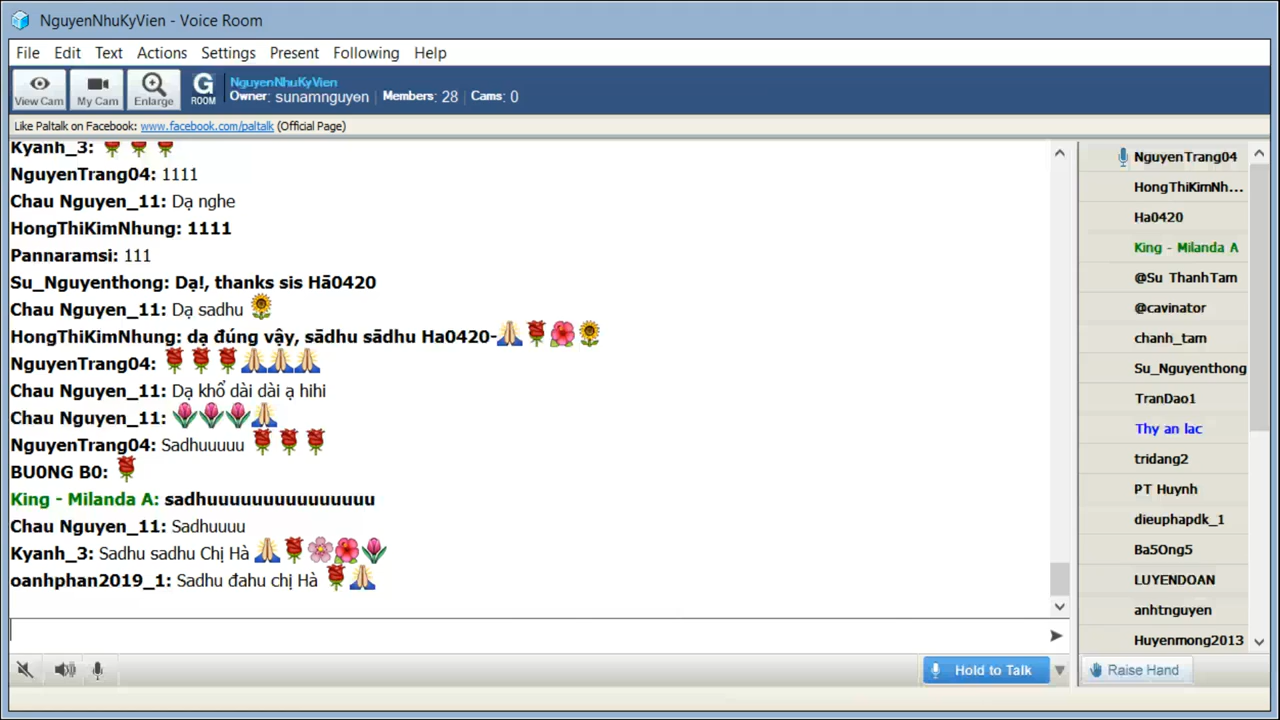 NguyenNhuKyVien - Voice Room
File Edit Text Actions Settings Present Following Help
View Cam My Cam Enlarge G ROOM
NguyenNhuKyVien
Owner: sunamnguyen | Members: 28 | Cams: 0
Like Paltalk on Facebook: www.facebook.com/paltalk (Official Page)
Kyanh_3: 🌹 🌹 🌹
NguyenTrang04: 1111
Chau Nguyen_11: Dạ nghe
HongThiKimNhung: 1111
Pannaramsi: 111
Su_Nguyenthong: Dạ!, thanks sis Hā0420
Chau Nguyen_11: Dạ sadhu 🌻
HongThiKimNhung: dạ đúng vậy, sādhu sādhu Ha0420-🙏🌹🌺🌻
NguyenTrang04: 🌹🌹🌹🙏🙏🙏
Chau Nguyen_11: Dạ khổ dài dài ạ hihi
Chau Nguyen_11: 🌷🌷🌷🙏
NguyenTrang04: Sadhuuuuu 🌹 🌹 🌹
BU0NG B0: 🌹
King - Milanda A: sadhuuuuuuuuuuuuuuu
Chau Nguyen_11: Sadhuuuu
Kyanh_3: Sadhu sadhu Chị Hà 🙏🌹🌸🌺🌷
oanhphan2019_1: Sadhu đahu chị Hà 🌹🙏
Hold to Talk
NguyenTrang04
HongThiKimNh...
Ha0420
King - Milanda A
@Su ThanhTam
@cavinator
chanh_tam
Su_Nguyenthong
TranDao1
Thy an lac
tridang2
PT Huynh
dieuphapdk_1
Ba5Ong5
LUYENDOAN
anhtnguyen
Huyenmong2013
Raise Hand